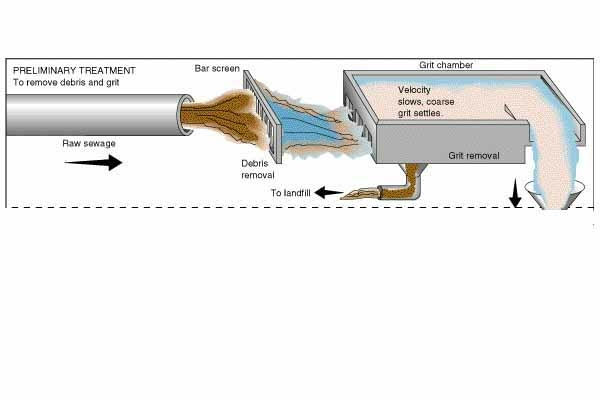 PRELIMINARY TREATMENT
To remove debris and grit
Bar screen
Grit chamber
Velocity
slows, coarse
grit settles.
Raw sewage
Debris
removal
Grit removal
To landfill